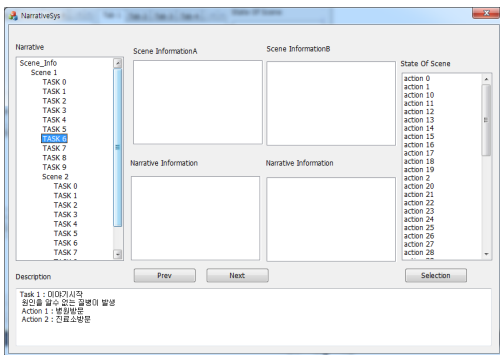 NarrativeSys
Narrative
Scene_Info
Scene 1
TASK 0
TASK 1
TASK 2
TASK 3
TASK 4
TASK 5
TASK 6
TASK 7
TASK 8
TASK 9
Scene 2
TASK 0
TASK 1
TASK 2
TASK 3
TASK 4
TASK 5
TASK 6
TASK 7
Scene InformationA
Scene InformationB
Narrative Information
Narrative Information
State Of Scene
action 0
action 1
action 10
action 11
action 12
action 13
action 14
action 15
action 16
action 17
action 18
action 19
action 2
action 20
action 21
action 22
action 23
action 24
action 25
action 26
action 27
action 28
Prev
Next
Selection
Description
Task 1 : 이야기시작
원인을 알수 없는 질병이 발생
Action 1 : 병원방문
Action 2 : 진료소방문